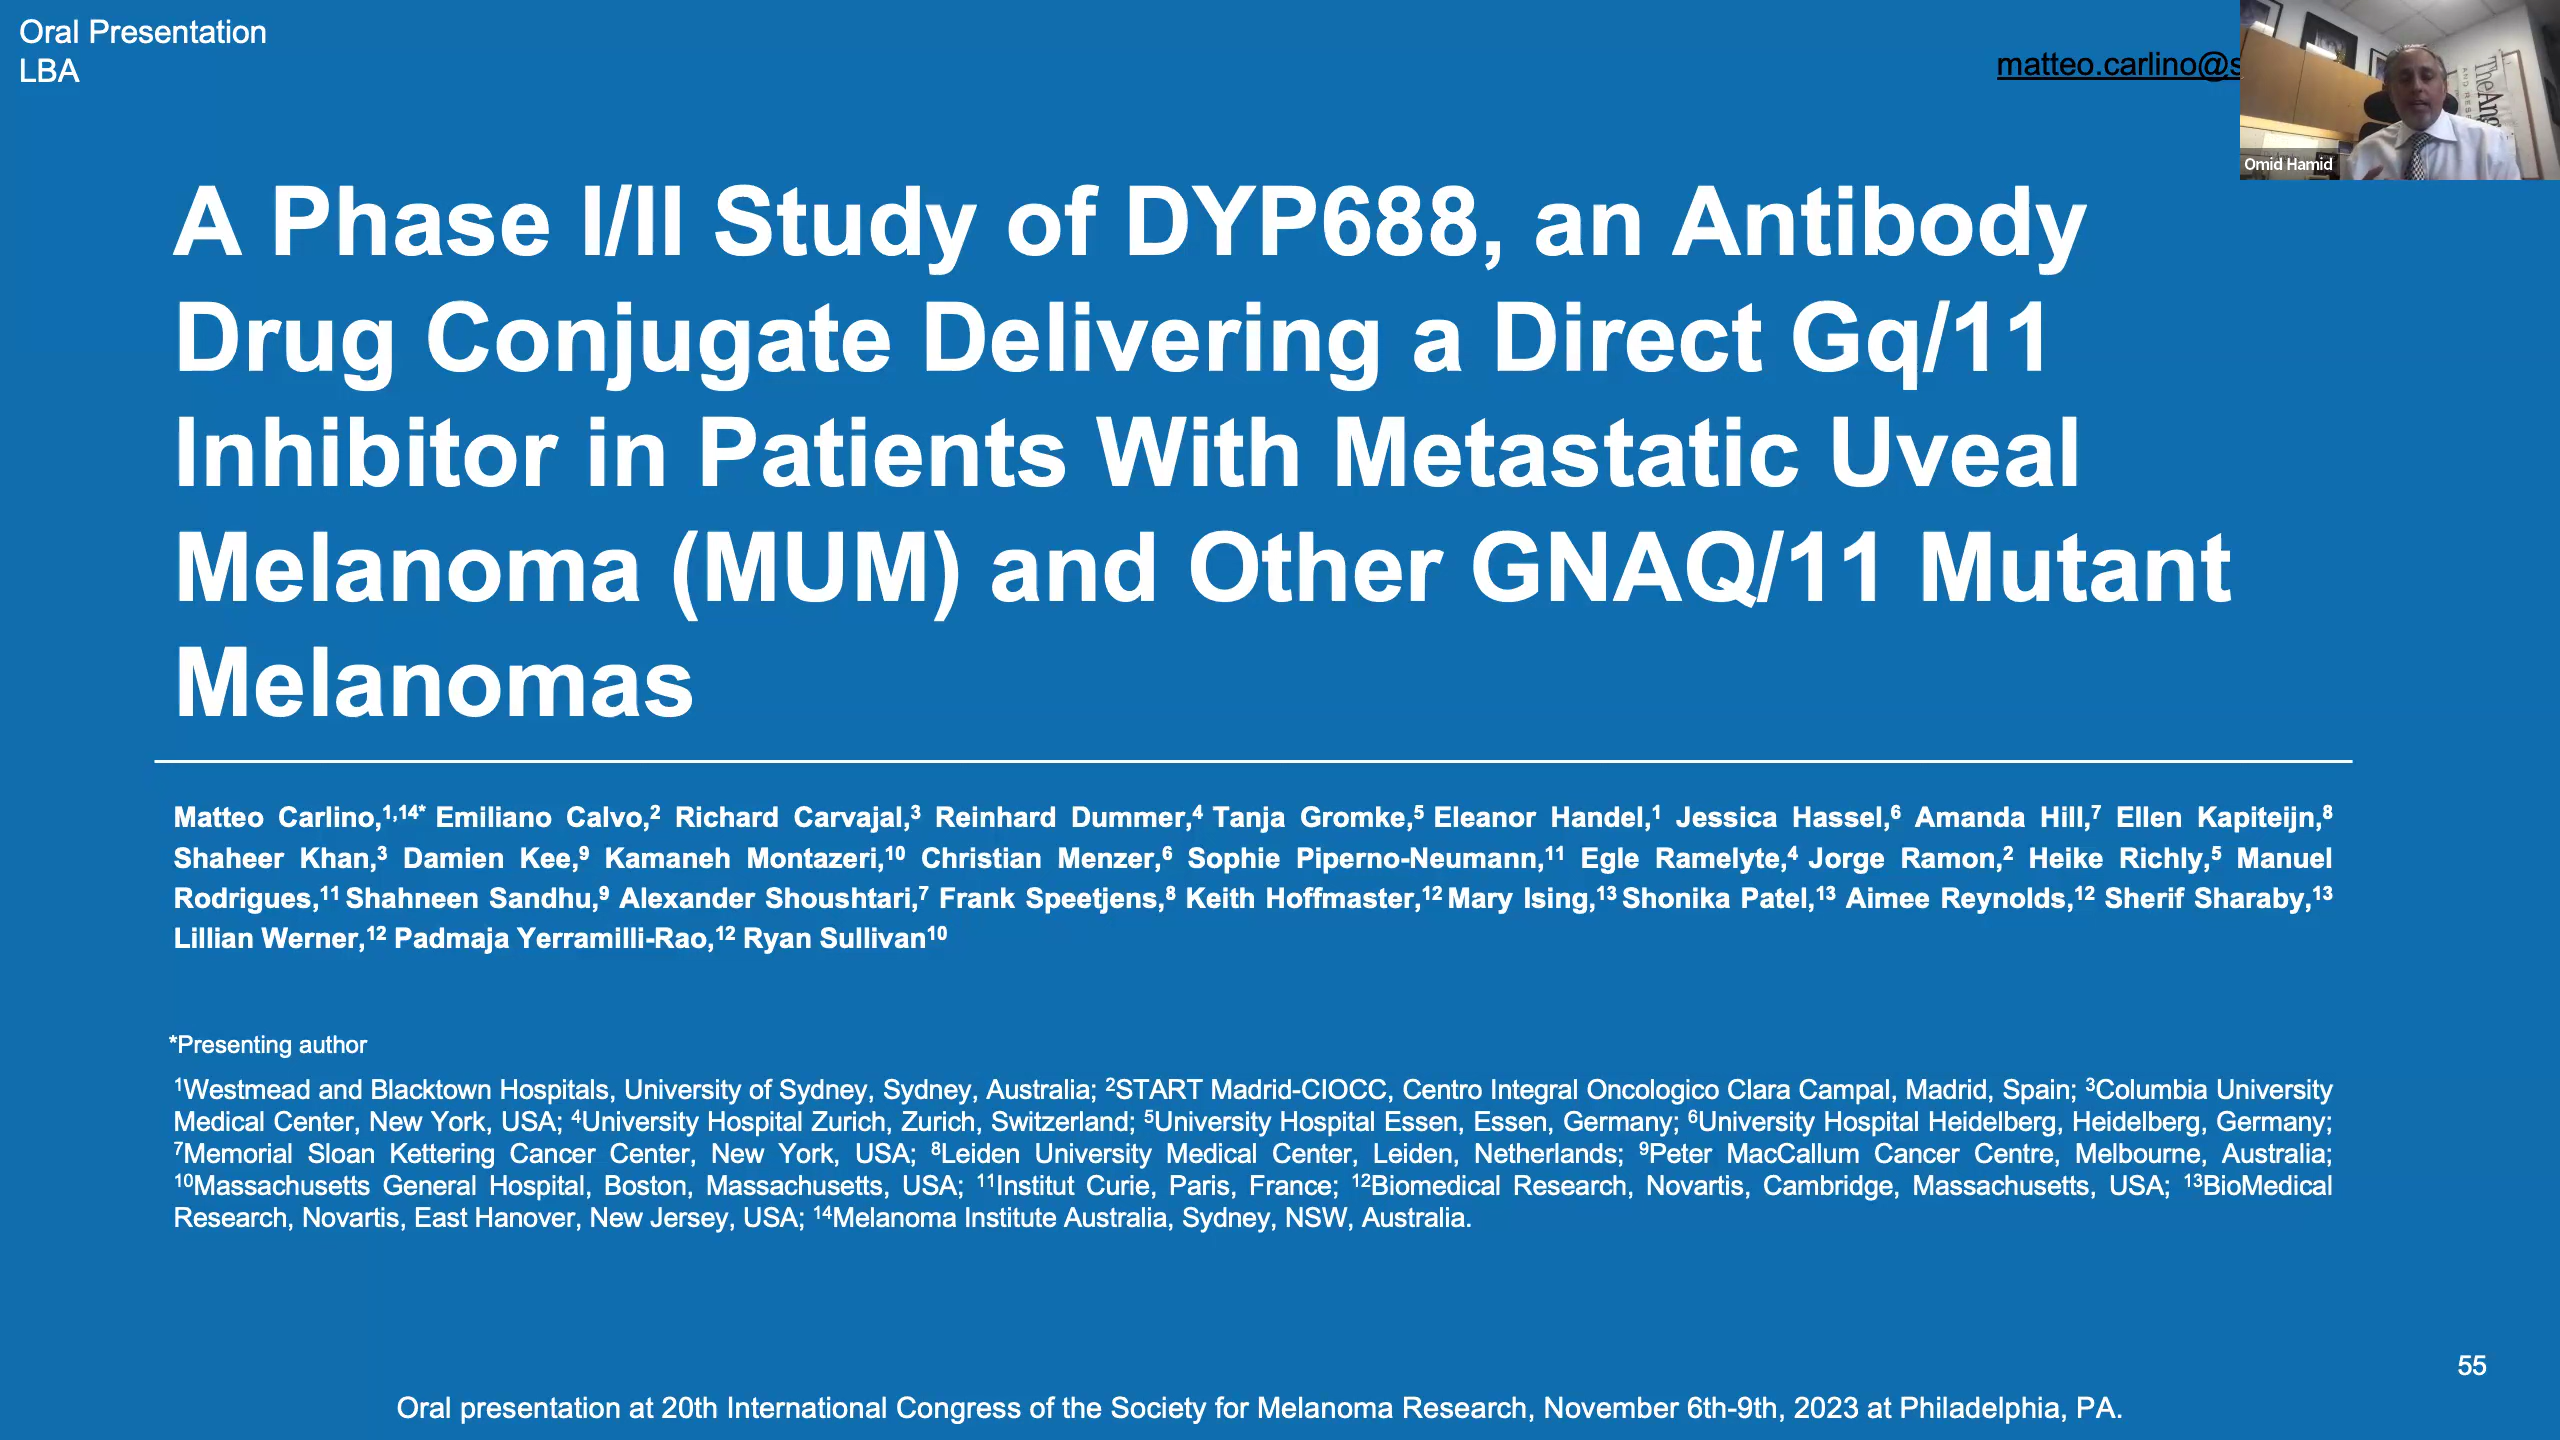 Oral Presentation
LBA
matteo.carlino@s
Omid Hamid
A Phase I/II Study of DYP688, an Antibody
Drug Conjugate Delivering a Direct Gq/11
Inhibitor in Patients With Metastatic Uveal
Melanoma (MUM) and Other GNAQ/11 Mutant
Melanomas
Matteo Carlino,1,14* Emiliano Calvo,2 Richard Carvajal,3 Reinhard Dummer,4 Tanja Gromke,5 Eleanor Handel,1 Jessica Hassel,6 Amanda Hill,7 Ellen Kapiteijn,8
Shaheer Khan,3 Damien Kee,9 Kamaneh Montazeri,10 Christian Menzer,6 Sophie Piperno-Neumann,11 Egle Ramelyte,4 Jorge Ramon,2 Heike Richly,5 Manuel
Rodrigues,11 Shahneen Sandhu,9 Alexander Shoushtari,7 Frank Speetjens,8 Keith Hoffmaster,12 Mary Ising,13 Shonika Patel,13 Aimee Reynolds,12 Sherif Sharaby,13
Lillian Werner,12 Padmaja Yerramilli-Rao,12 Ryan Sullivan10
*Presenting author
1Westmead and Blacktown Hospitals, University of Sydney, Sydney, Australia; 2START Madrid-CIOCC, Centro Integral Oncologico Clara Campal, Madrid, Spain; 3Columbia University
Medical Center, New York, USA; 4University Hospital Zurich, Zurich, Switzerland; 5University Hospital Essen, Essen, Germany; 6University Hospital Heidelberg, Heidelberg, Germany;
7Memorial Sloan Kettering Cancer Center, New York, USA; 8Leiden University Medical Center, Leiden, Netherlands; 9Peter MacCallum Cancer Centre, Melbourne, Australia;
10Massachusetts General Hospital, Boston, Massachusetts, USA; 11Institut Curie, Paris, France; 12Biomedical Research, Novartis, Cambridge, Massachusetts, USA; 13BioMedical
Research, Novartis, East Hanover, New Jersey, USA; 14Melanoma Institute Australia, Sydney, NSW, Australia.
55
Oral presentation at 20th International Congress of the Society for Melanoma Research, November 6th-9th, 2023 at Philadelphia, PA.